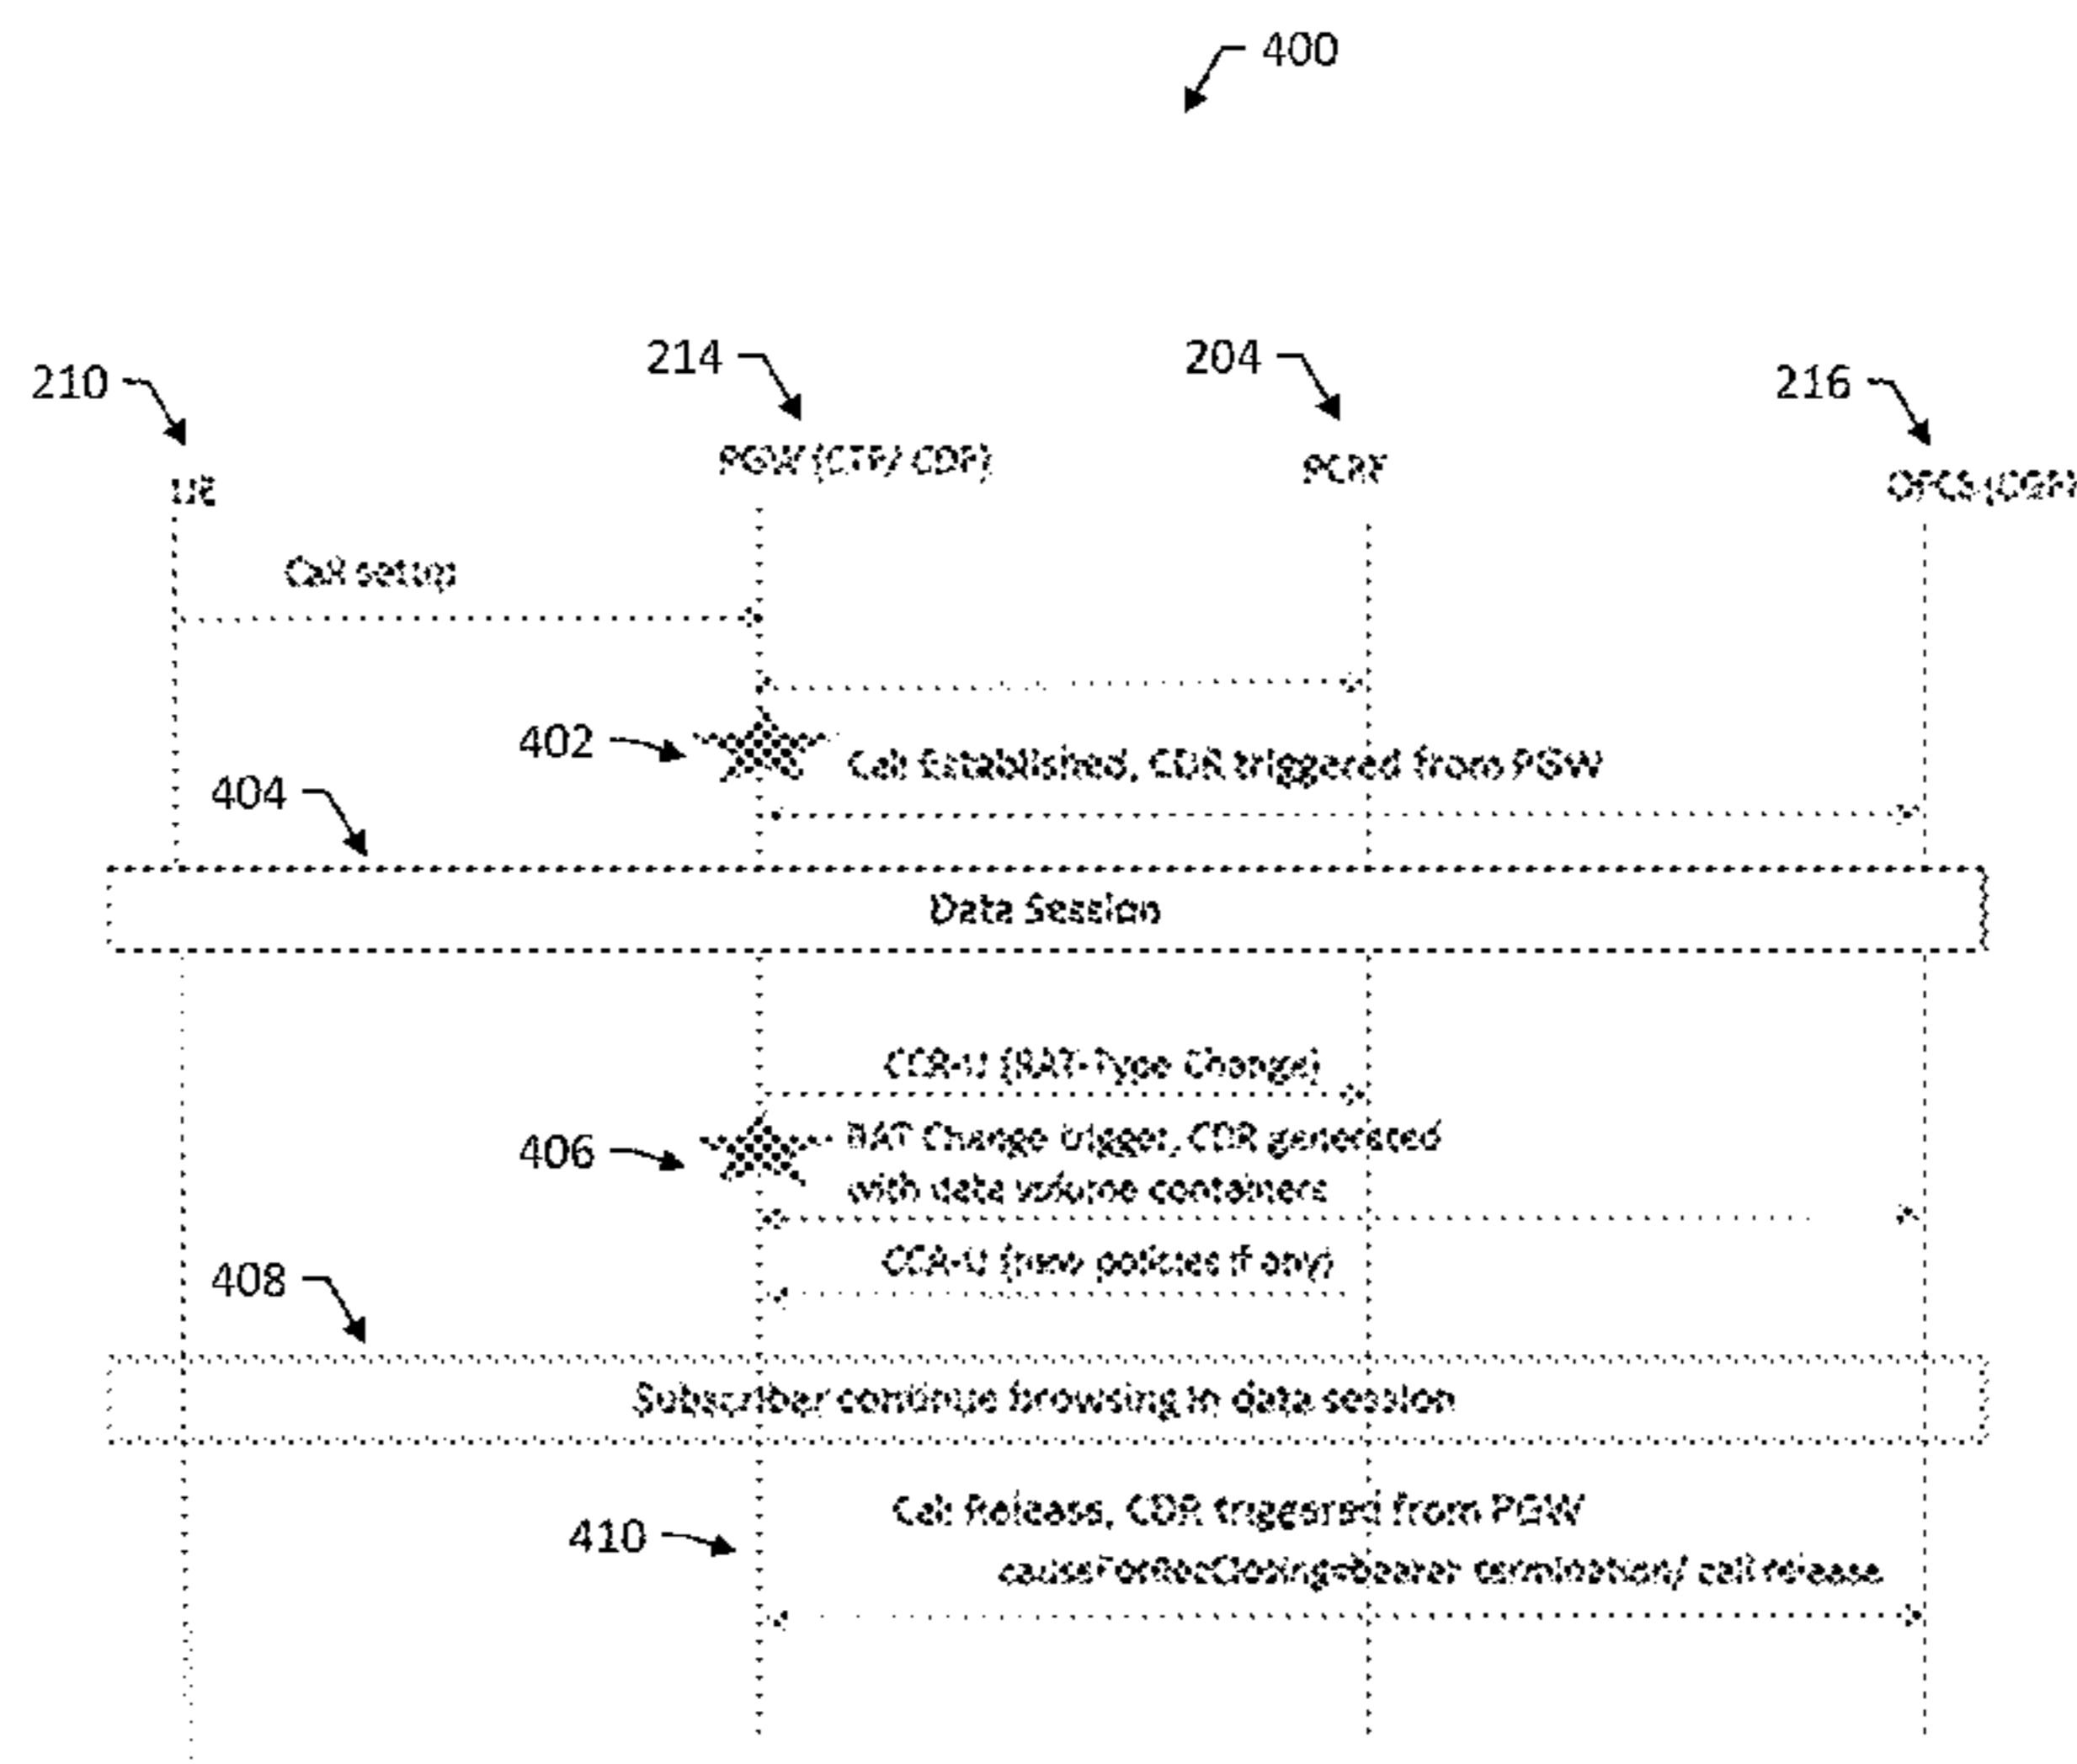 400
210
214
204
216
UE
PGW (CTF/ CDF)
PCRF
OFCS (CGF)
Call setup
402
Call Established, CDR triggered from PGW
404
Data Session
CCR-U (RAT-Type Change)
406
RAT Change trigger, CDR generated
with data volume containers
CCA-U (new policies if any)
408
Subscriber continue browsing in data session
410
Call Release, CDR triggered from PGW
causeForRecClosing=bearer termination/ call release